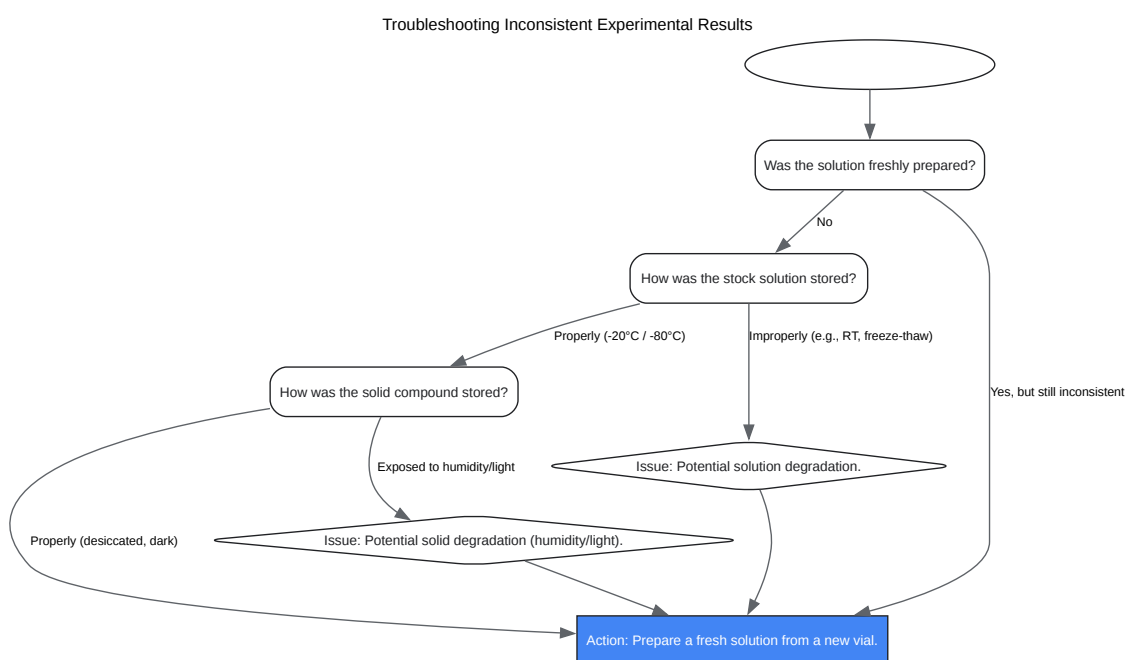 Troubleshooting Inconsistent Experimental Results
Was the solution freshly prepared?
No
How was the stock solution stored?
Properly (-20°C / -80°C)
Improperly (e.g., RT, freeze-thaw)
How was the solid compound stored?
Yes, but still inconsistent
Exposed to humidity/light
Issue: Potential solution degradation.
Properly (desiccated, dark)
Issue: Potential solid degradation (humidity/light).
Action: Prepare a fresh solution from a new vial.